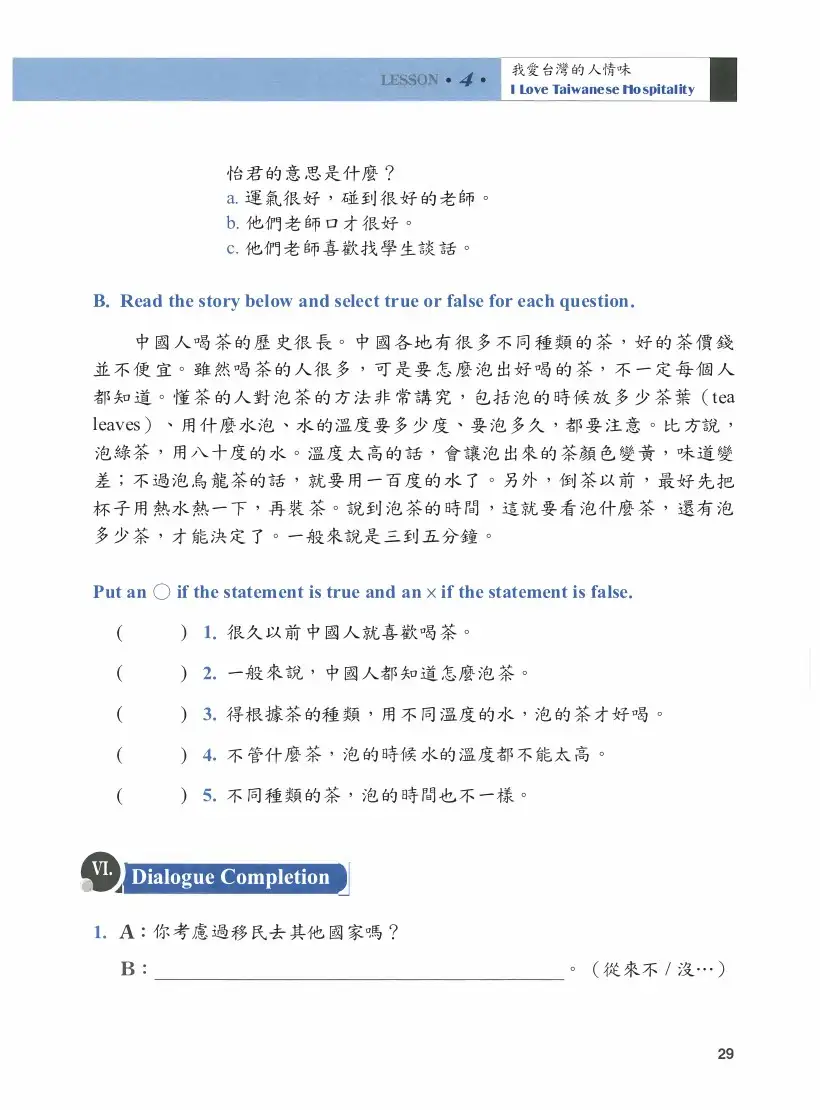 LESSON • 4 •
我愛台灣的人情味
I Love Taiwanese Hospitality
怡君的意思是什麼？
a. 運氣很好，碰到很好的老師。
b. 他們老師口才很好。
c. 他們老師喜歡找學生談話。
B. Read the story below and select true or false for each question.
中國人喝茶的歷史很長。中國各地有很多不同種類的茶，好的茶價錢
並不便宜。雖然喝茶的人很多，可是要怎麼泡出好喝的茶，不一定每個人
都知道。懂茶的人對泡茶的方法非常講究，包括泡的時候放多少茶葉（tea
leaves）、用什麼水泡、水的溫度要多少度、要泡多久，都要注意。比方說，
泡綠茶，用八十度的水。溫度太高的話，會讓泡出來的茶顏色變黃，味道變
差；不過泡烏龍茶的話，就要用一百度的水了。另外，倒茶以前，最好先把
杯子用熱水熱一下，再裝茶。說到泡茶的時間，這就要看泡什麼茶，還有泡
多少茶，才能決定了。一般來說是三到五分鐘。
Put an ○ if the statement is true and an × if the statement is false.
( ) 1. 很久以前中國人就喜歡喝茶。
( ) 2. 一般來說，中國人都知道怎麼泡茶。
( ) 3. 得根據茶的種類，用不同溫度的水，泡的茶才好喝。
( ) 4. 不管什麼茶，泡的時候水的溫度都不能太高。
( ) 5. 不同種類的茶，泡的時間也不一樣。
VI. Dialogue Completion
1. A：你考慮過移民去其他國家嗎？
B：＿＿＿＿＿＿＿＿＿＿＿＿＿＿＿＿＿＿＿＿。（從來不 / 沒…）
29